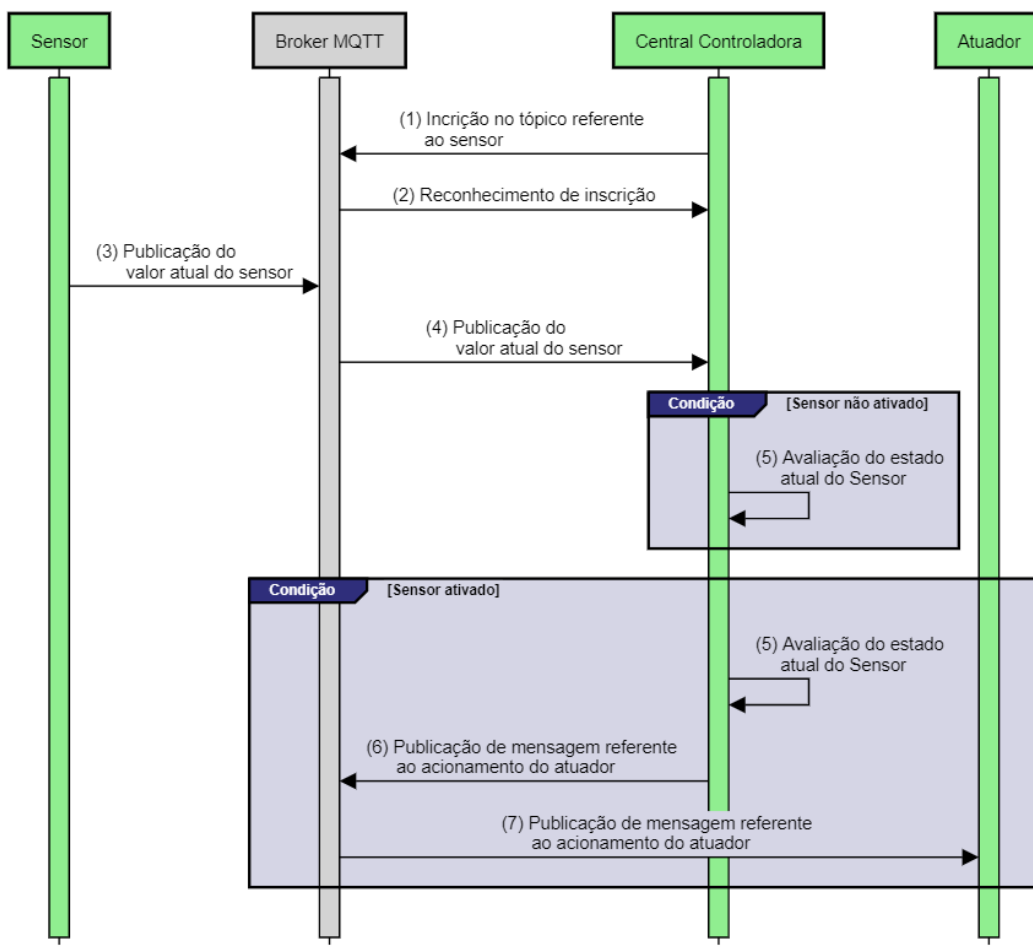 Sensor
Broker MQTT
Central Controladora
Atuador
(1) Incrição no tópico referente
ao sensor
(2) Reconhecimento de inscrição
(3) Publicação do
valor atual do sensor
(4) Publicação do
valor atual do sensor
Condição
[Sensor não ativado]
(5) Avaliação do estado
atual do Sensor
Condição
[Sensor ativado]
(5) Avaliação do estado
atual do Sensor
(6) Publicação de mensagem referente
ao acionamento do atuador
(7) Publicação de mensagem referente
ao acionamento do atuador